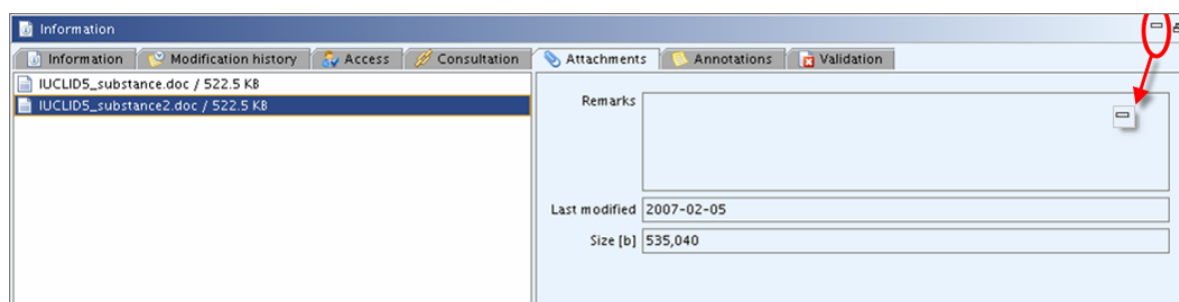 Information
Information Modification history Access Consultation Attachments Annotations Validation
IUCLID5_substance.doc / 522.5 KB
IUCLID5_substance2.doc / 522.5 KB
Remarks
Last modified 2007-02-05
Size [b] 535,040